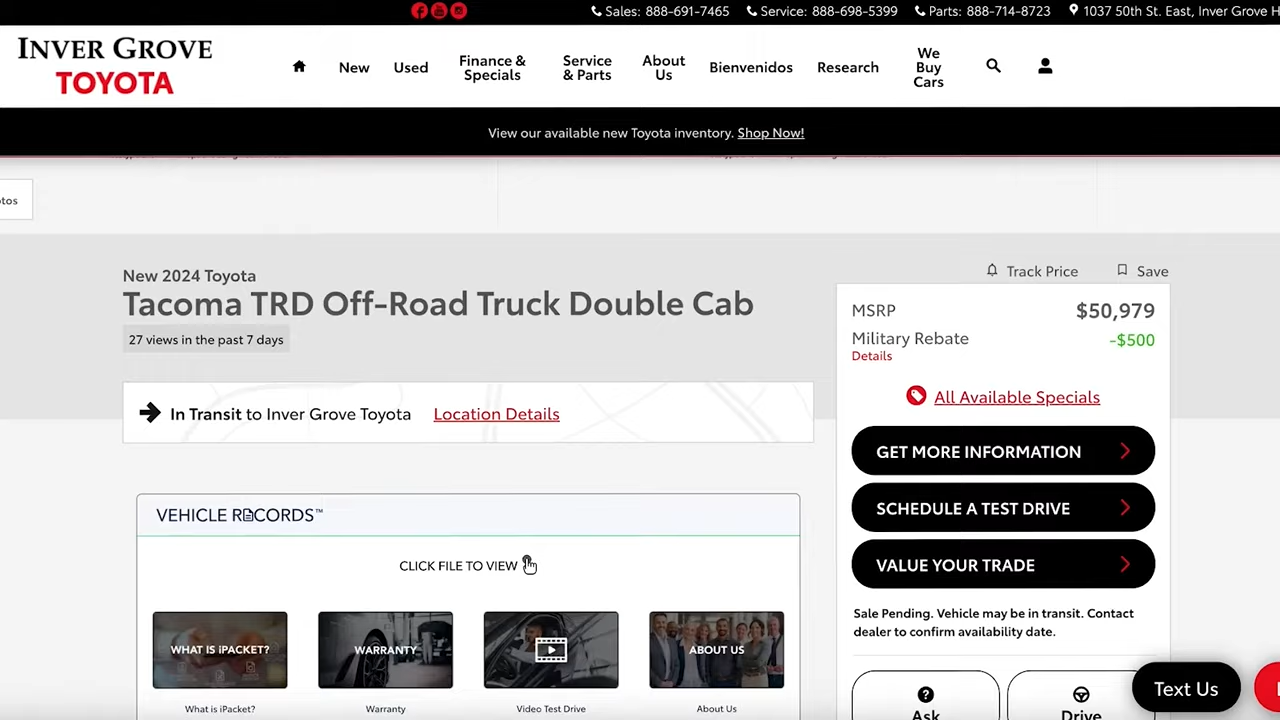 Sales: 888-691-7465 Service: 888-698-5399 Parts: 888-714-8723 1037 50th St. East, Inver Grove H
INVER GROVE
TOYOTA
New
Used
Finance &
Specials
Service
& Parts
About
Us
Bienvenidos
Research
We
Buy
Cars
View our available new Toyota inventory. Shop Now!
otos
New 2024 Toyota
Tacoma TRD Off-Road Truck Double Cab
27 views in the past 7 days
Track Price
Save
MSRP $50,979
Military Rebate -$500
Details
All Available Specials
In Transit to Inver Grove Toyota Location Details
GET MORE INFORMATION
SCHEDULE A TEST DRIVE
VALUE YOUR TRADE
Sale Pending. Vehicle may be in transit. Contact
dealer to confirm availability date.
VEHICLE RECORDS™
CLICK FILE TO VIEW
WHAT IS iPACKET?
WARRANTY
ABOUT US
What is iPacket?
Warranty
Video Test Drive
About Us
Ask
Drive
Text Us